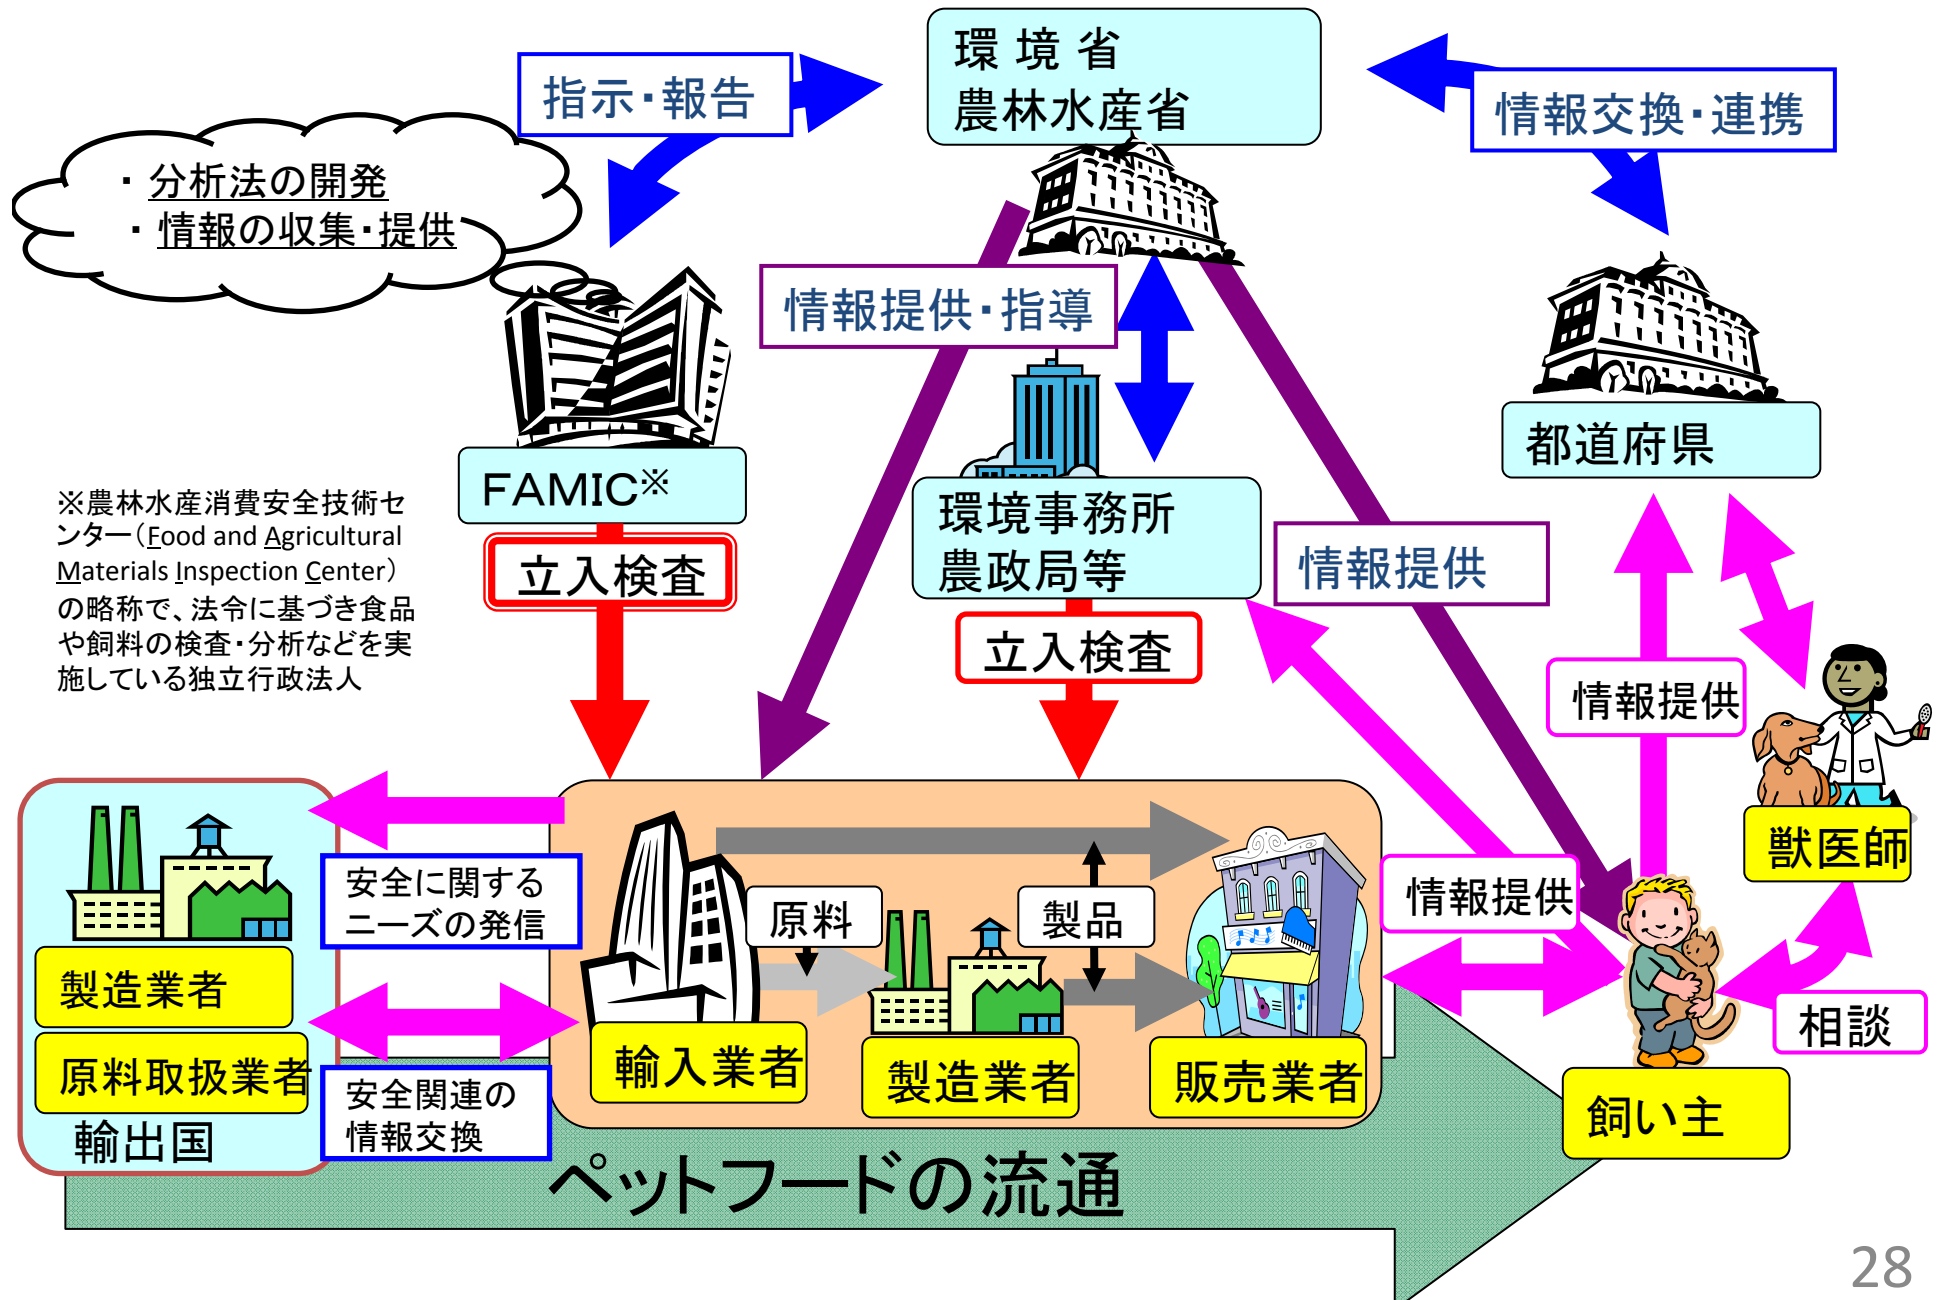 環 境 省
農林水産省
指示・報告
情報交換・連携
・分析法の開発
・情報の収集・提供
情報提供・指導
都道府県
FAMIC※
環境事務所
農政局等
※農林水産消費安全技術セ
ンター（Food and Agricultural
Materials Inspection Center）
の略称で、法令に基づき食品
や飼料の検査・分析などを実
施している独立行政法人
立入検査
立入検査
情報提供
情報提供
獣医師
安全に関する
ニーズの発信
原料
製品
情報提供
製造業者
原料取扱業者
輸出国
安全関連の
情報交換
輸入業者
製造業者
販売業者
相談
飼い主
ペットフードの流通
28